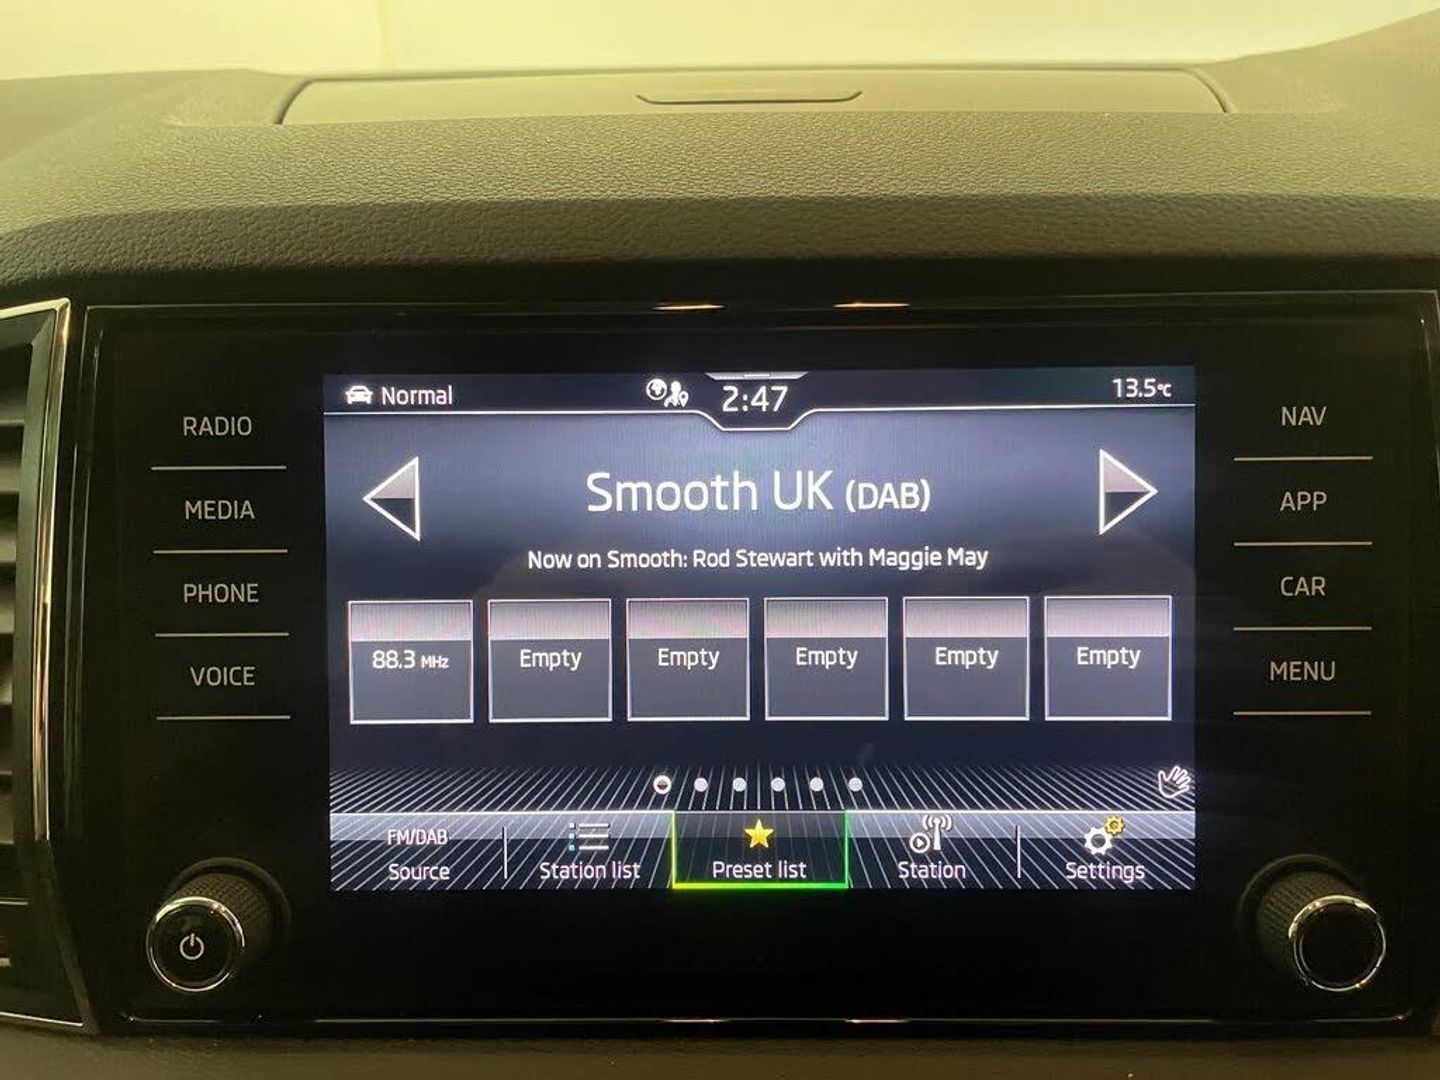 Normal
2:47
13.5°C
RADIO
MEDIA
PHONE
VOICE
NAV
APP
CAR
MENU
Smooth UK (DAB)
Now on Smooth: Rod Stewart with Maggie May
88.3 MHz
Empty
Empty
Empty
Empty
Empty
FM/DAB
Source
Station list
Preset list
Station
Settings